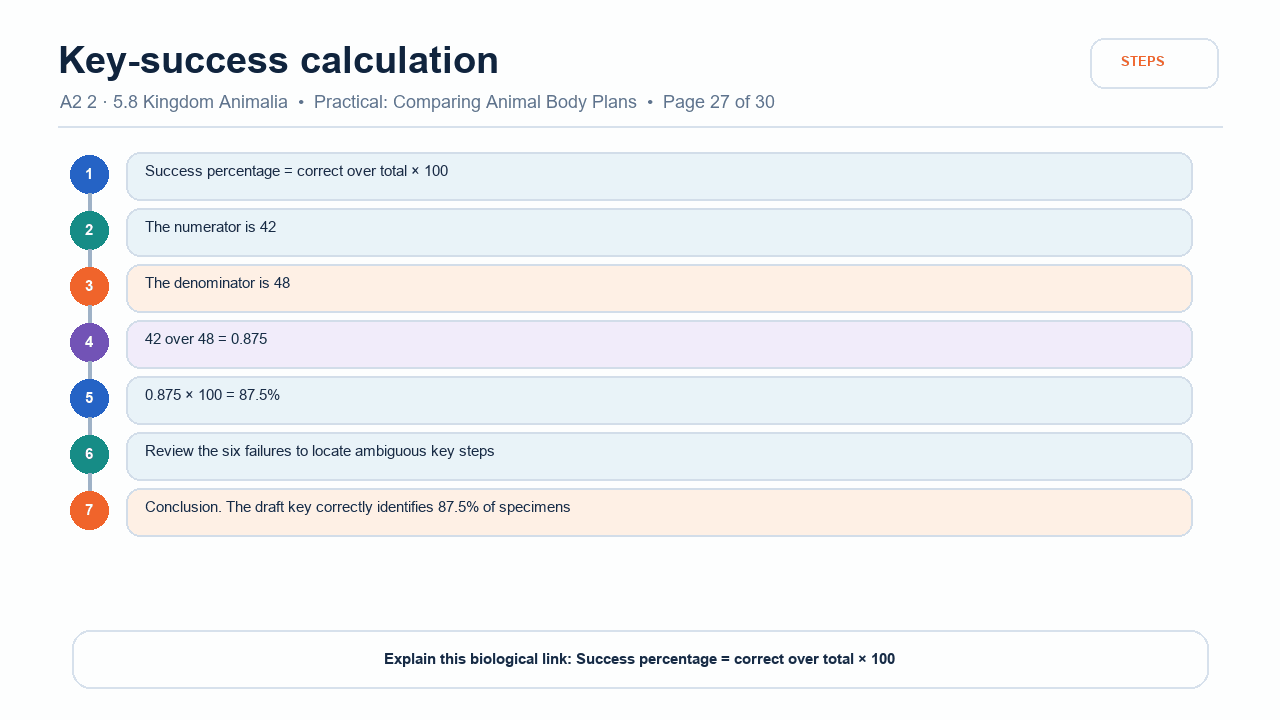 Key-success calculation
STEPS
A2 2 · 5.8 Kingdom Animalia • Practical: Comparing Animal Body Plans • Page 27 of 30
1 Success percentage = correct over total × 100
2 The numerator is 42
3 The denominator is 48
4 42 over 48 = 0.875
5 0.875 × 100 = 87.5%
6 Review the six failures to locate ambiguous key steps
7 Conclusion. The draft key correctly identifies 87.5% of specimens
Explain this biological link: Success percentage = correct over total × 100